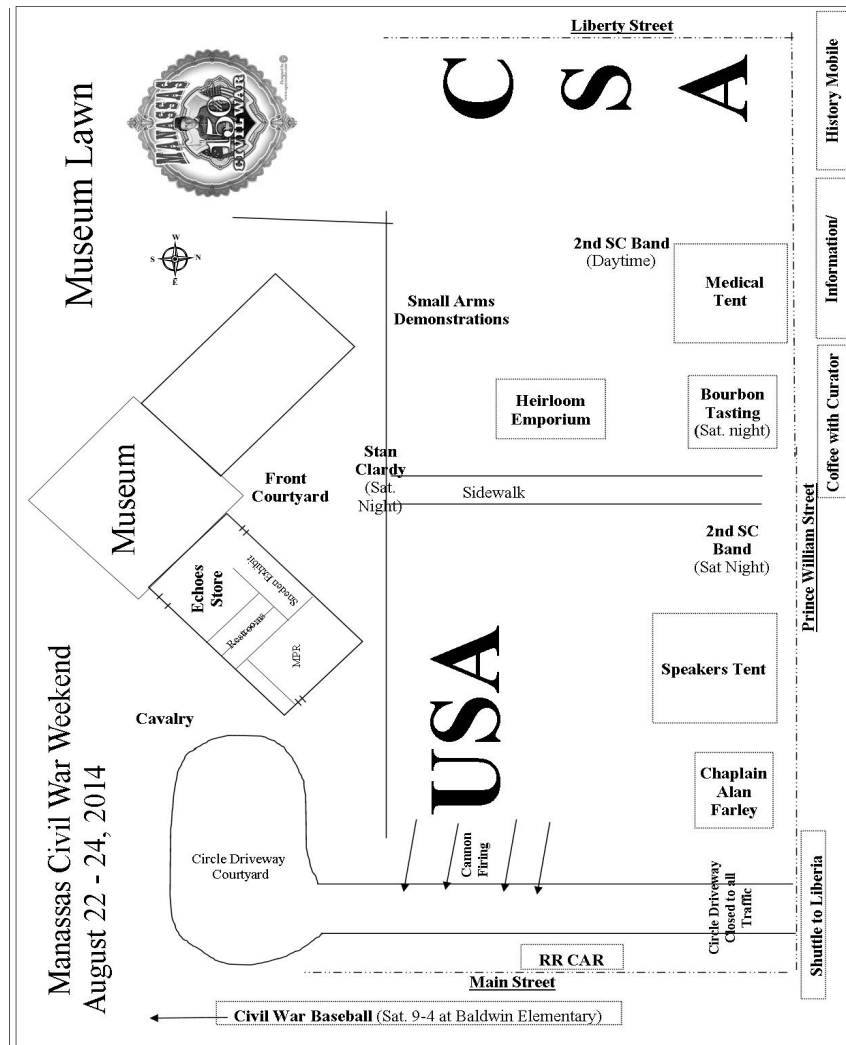 Manassas Civil War Weekend
August 22 - 24, 2014
Museum Lawn
MANASSAS
150
CIVIL WAR
W
S
N
E
Liberty Street
CSA
History Mobile
Information/
2nd SC Band
(Daytime)
Medical
Tent
Small Arms
Demonstrations
Heirloom
Emporium
Bourbon
Tasting
(Sat. night)
Coffee with Curator
Museum
Front
Courtyard
Stan
Clardy
(Sat.
Night)
Sidewalk
2nd SC
Band
(Sat Night)
Prince William Street
Echoes
Store
Sneden Exhibit
Restrooms
MPR
USA
Speakers Tent
Cavalry
Chaplain
Alan
Farley
Circle Driveway
Courtyard
Cannon
Firing
Circle Driveway
Closed to all
Traffic
Shuttle to Liberia
RR CAR
Main Street
Civil War Baseball (Sat. 9-4 at Baldwin Elementary)